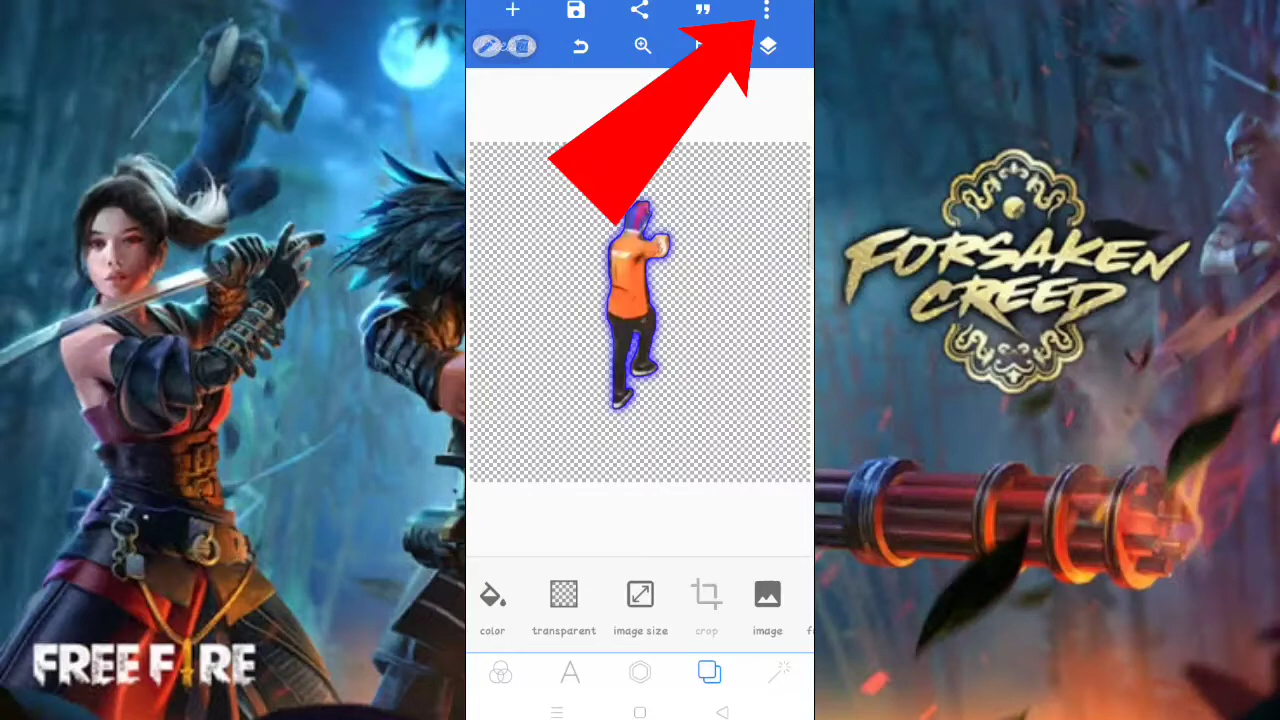 FORSAKEN
CREED
color
transparent
image size
crop
image
FREE FIRE